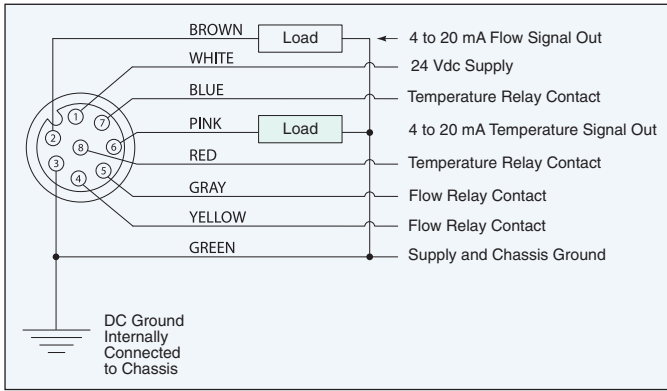 BROWN Load 4 to 20 mA Flow Signal Out
WHITE 24 Vdc Supply
BLUE Temperature Relay Contact
PINK Load 4 to 20 mA Temperature Signal Out
RED Temperature Relay Contact
GRAY Flow Relay Contact
YELLOW Flow Relay Contact
GREEN Supply and Chassis Ground
1 7
2 8 6
3 4 5
DC Ground
Internally
Connected
to Chassis